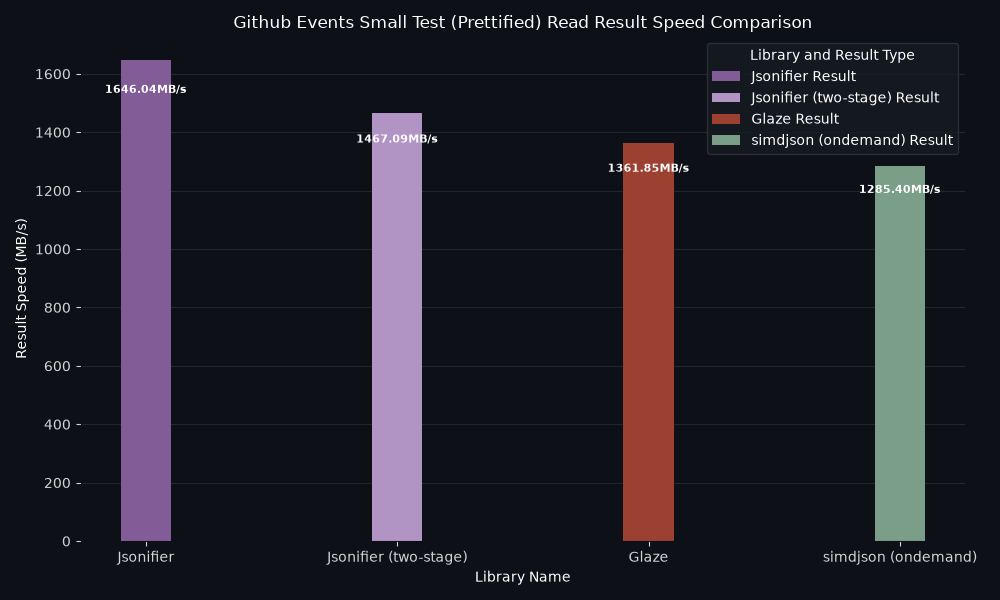 Github Events Small Test (Prettified) Read Result Speed Comparison
Library and Result Type
Jsonifier Result
Jsonifier (two-stage) Result
Glaze Result
simdjson (ondemand) Result
1646.04MB/s
1467.09MB/s
1361.85MB/s
1285.40MB/s
Result Speed (MB/s)
1600
1400
1200
1000
800
600
400
200
0
Jsonifier
Jsonifier (two-stage)
Glaze
simdjson (ondemand)
Library Name